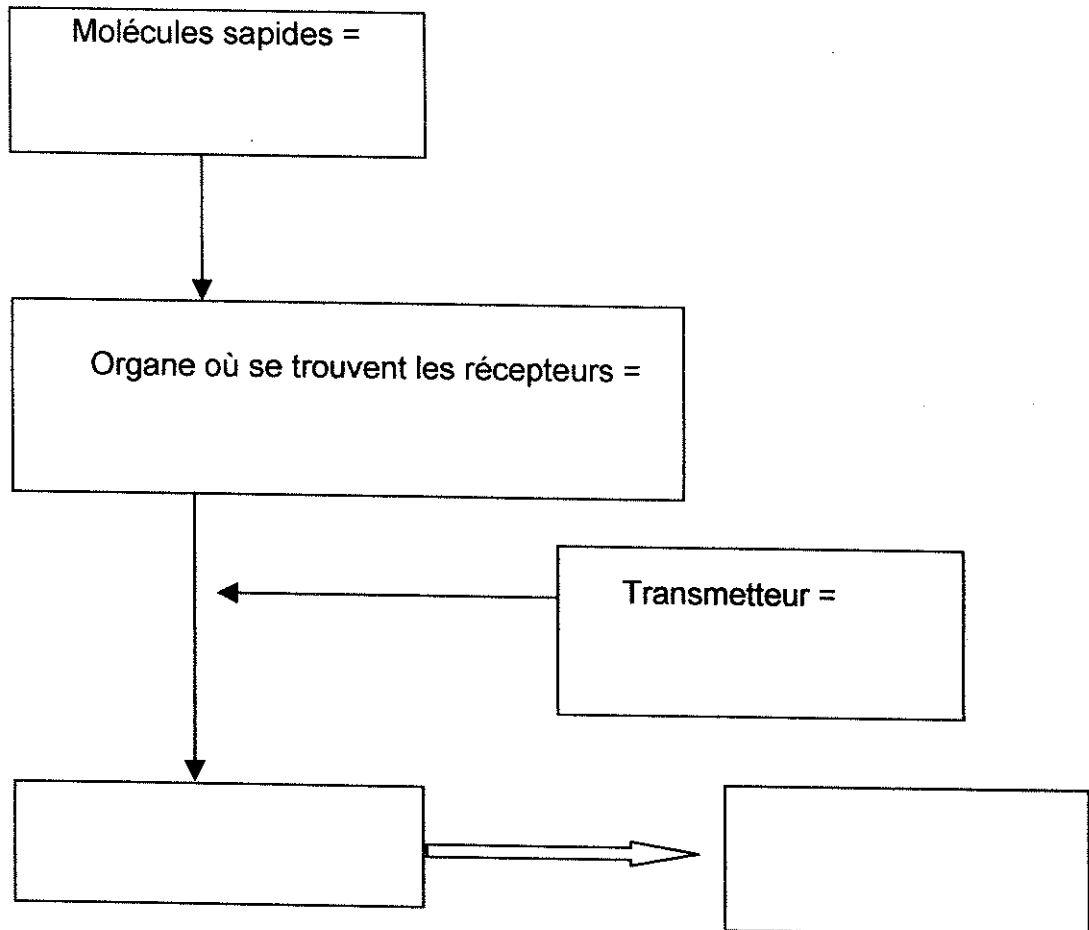 Molécules sapides =
Organe où se trouvent les récepteurs =
Transmetteur =